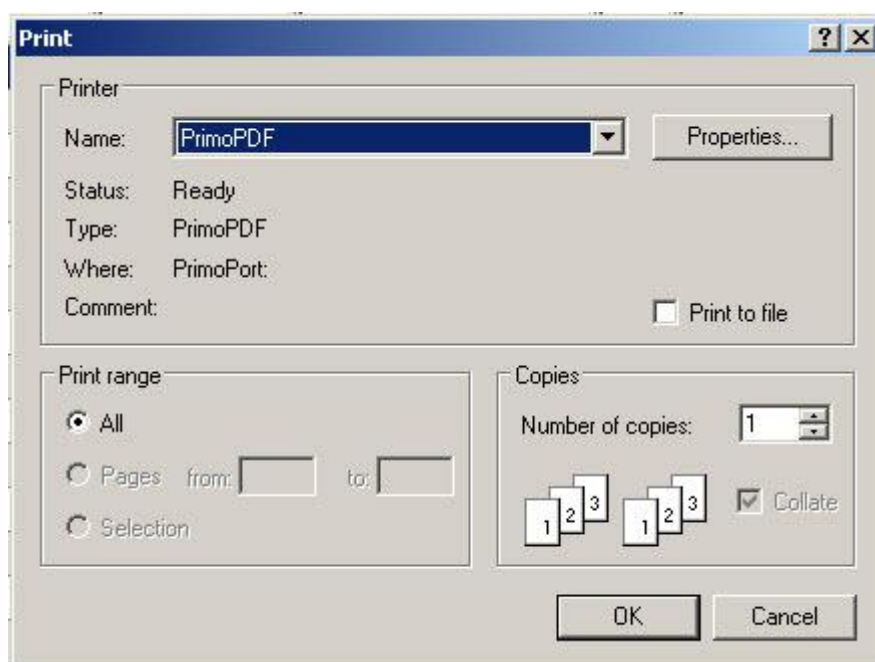 Print
Printer
Name: PrimoPDF Properties...
Status: Ready
Type: PrimoPDF
Where: PrimoPort:
Comment:
Print to file
Print range
All
Pages from: to:
Selection
Copies
Number of copies: 1
1 2 3 1 2 3
Collate
OK Cancel